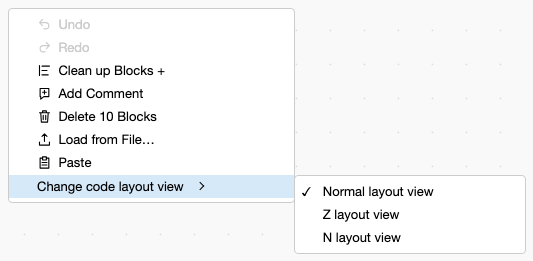 Undo
Redo
Clean up Blocks +
Add Comment
Delete 10 Blocks
Load from File...
Paste
Change code layout view
Normal layout view
Z layout view
N layout view